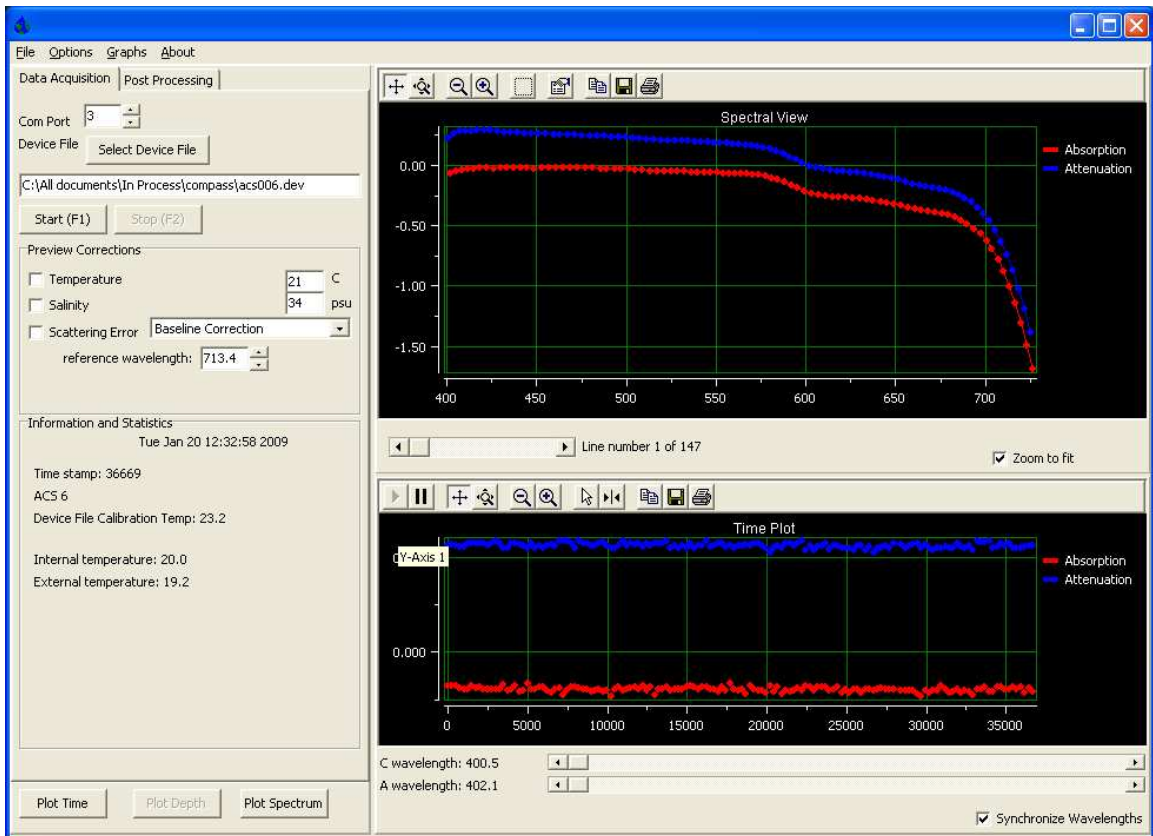 File Options Graphs About
Data Acquisition Post Processing
Com Port 3
Device File Select Device File
C:\All documents\In Process\compass\acs006.dev
Start (F1) Stop (F2)
Preview Corrections
Temperature 21 C
Salinity 34 psu
Scattering Error Baseline Correction
reference wavelength: 713.4
Information and Statistics
Tue Jan 20 12:32:58 2009
Time stamp: 36669
ACS 6
Device File Calibration Temp: 23.2
Internal temperature: 20.0
External temperature: 19.2
Plot Time Plot Depth Plot Spectrum
Spectral View
Absorption
Attenuation
0.00
-0.50
-1.00
-1.50
400 450 500 550 600 650 700
Line number 1 of 147
Zoom to fit
Time Plot
Y-Axis 1
Absorption
Attenuation
0.000
0 5000 10000 15000 20000 25000 30000 35000
C wavelength: 400.5
A wavelength: 402.1
Synchronize Wavelengths